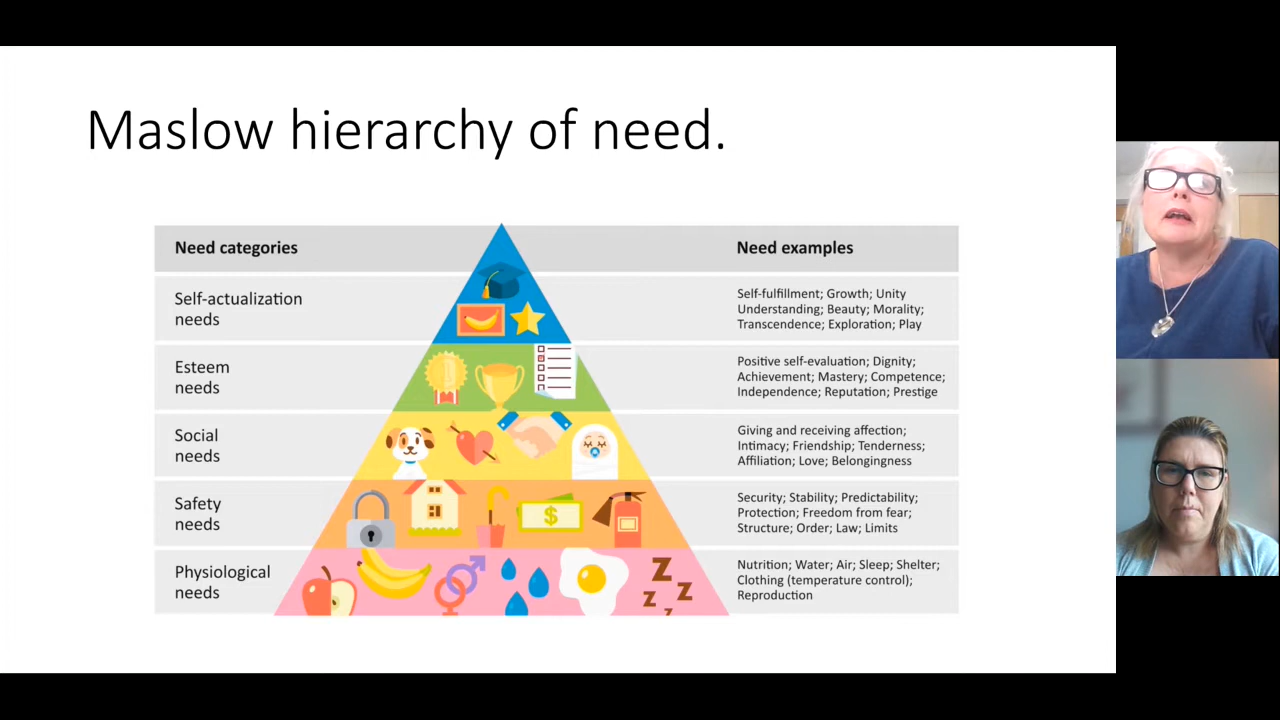 Maslow hierarchy of need.
Need categories
Need examples
Self-actualization
needs
Self-fulfillment; Growth; Unity
Understanding; Beauty; Morality;
Transcendence; Exploration; Play
Esteem
needs
Positive self-evaluation; Dignity;
Achievement; Mastery; Competence;
Independence; Reputation; Prestige
Social
needs
Giving and receiving affection;
Intimacy; Friendship; Tenderness;
Affiliation; Love; Belongingness
Safety
needs
$
Security; Stability; Predictability;
Protection; Freedom from fear;
Structure; Order; Law; Limits
Physiological
needs
Z
Z
Z
Z
Nutrition; Water; Air; Sleep; Shelter;
Clothing (temperature control);
Reproduction